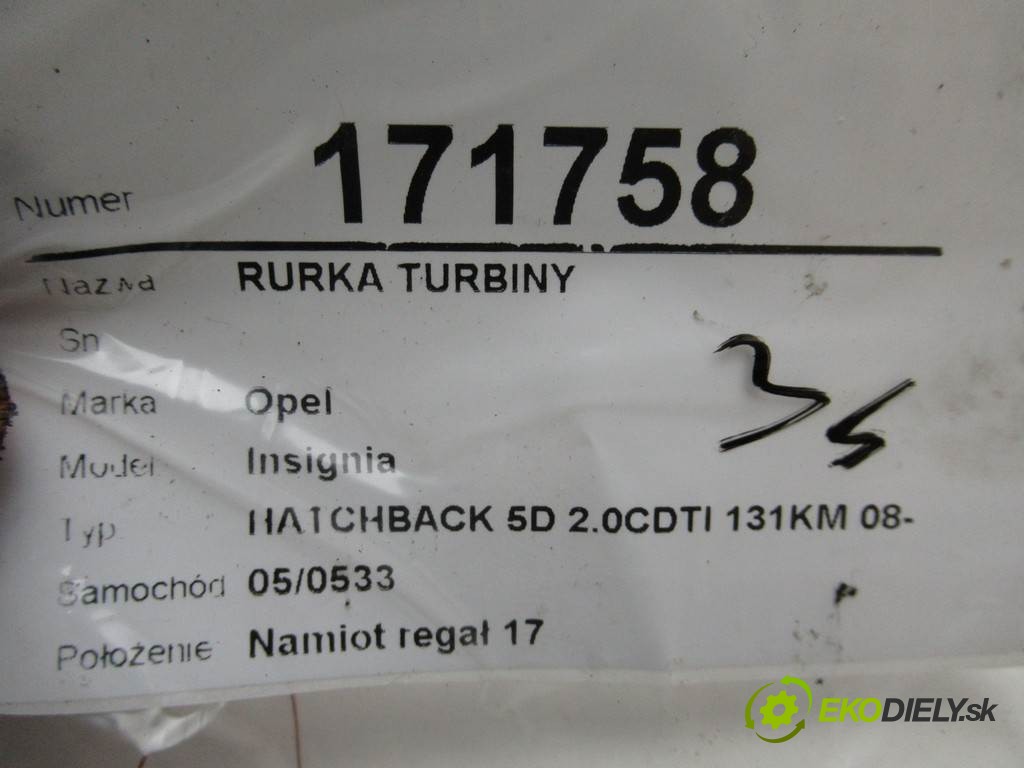 Numer 171758
Nazwa RURKA TURBINY
Sn
Marka Opel
Model Insignia
Typ HATCHBACK 5D 2.0CDTI 131KM 08-
Samochód 05/0533
Położenie Namiot regał 17
EKODIELY.sk